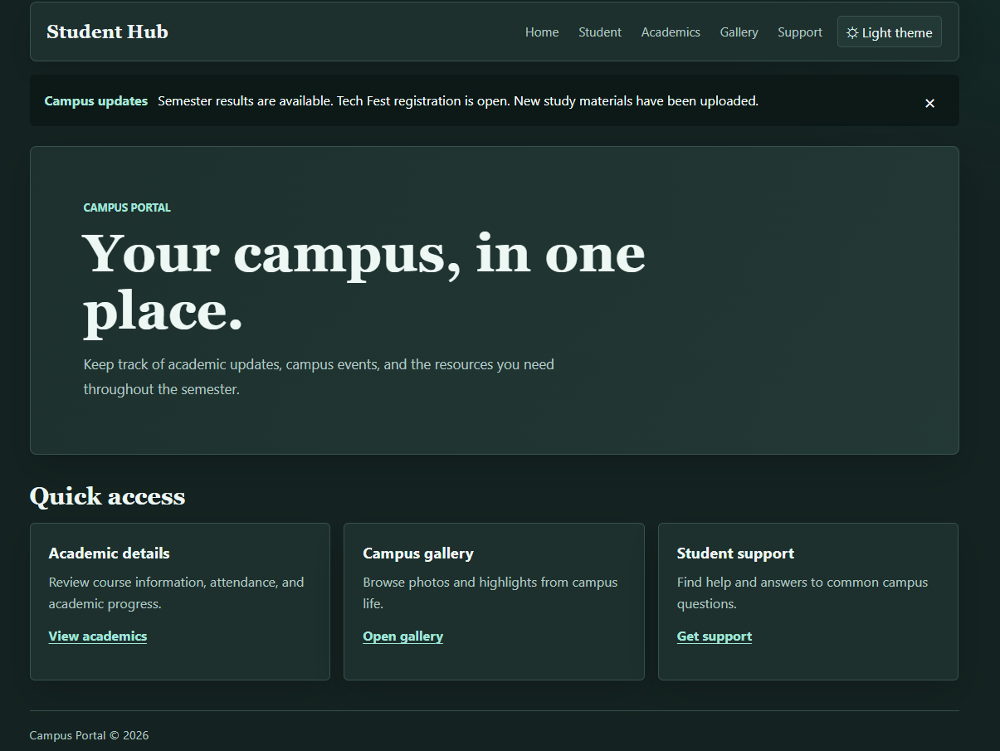 Student Hub
Home Student Academics Gallery Support Light theme
Campus updates Semester results are available. Tech Fest registration is open. New study materials have been uploaded.
CAMPUS PORTAL
Your campus, in one
place.
Keep track of academic updates, campus events, and the resources you need
throughout the semester.
Quick access
Academic details
Review course information, attendance, and
academic progress.
View academics
Campus gallery
Browse photos and highlights from campus
life.
Open gallery
Student support
Find help and answers to common campus
questions.
Get support
Campus Portal © 2026